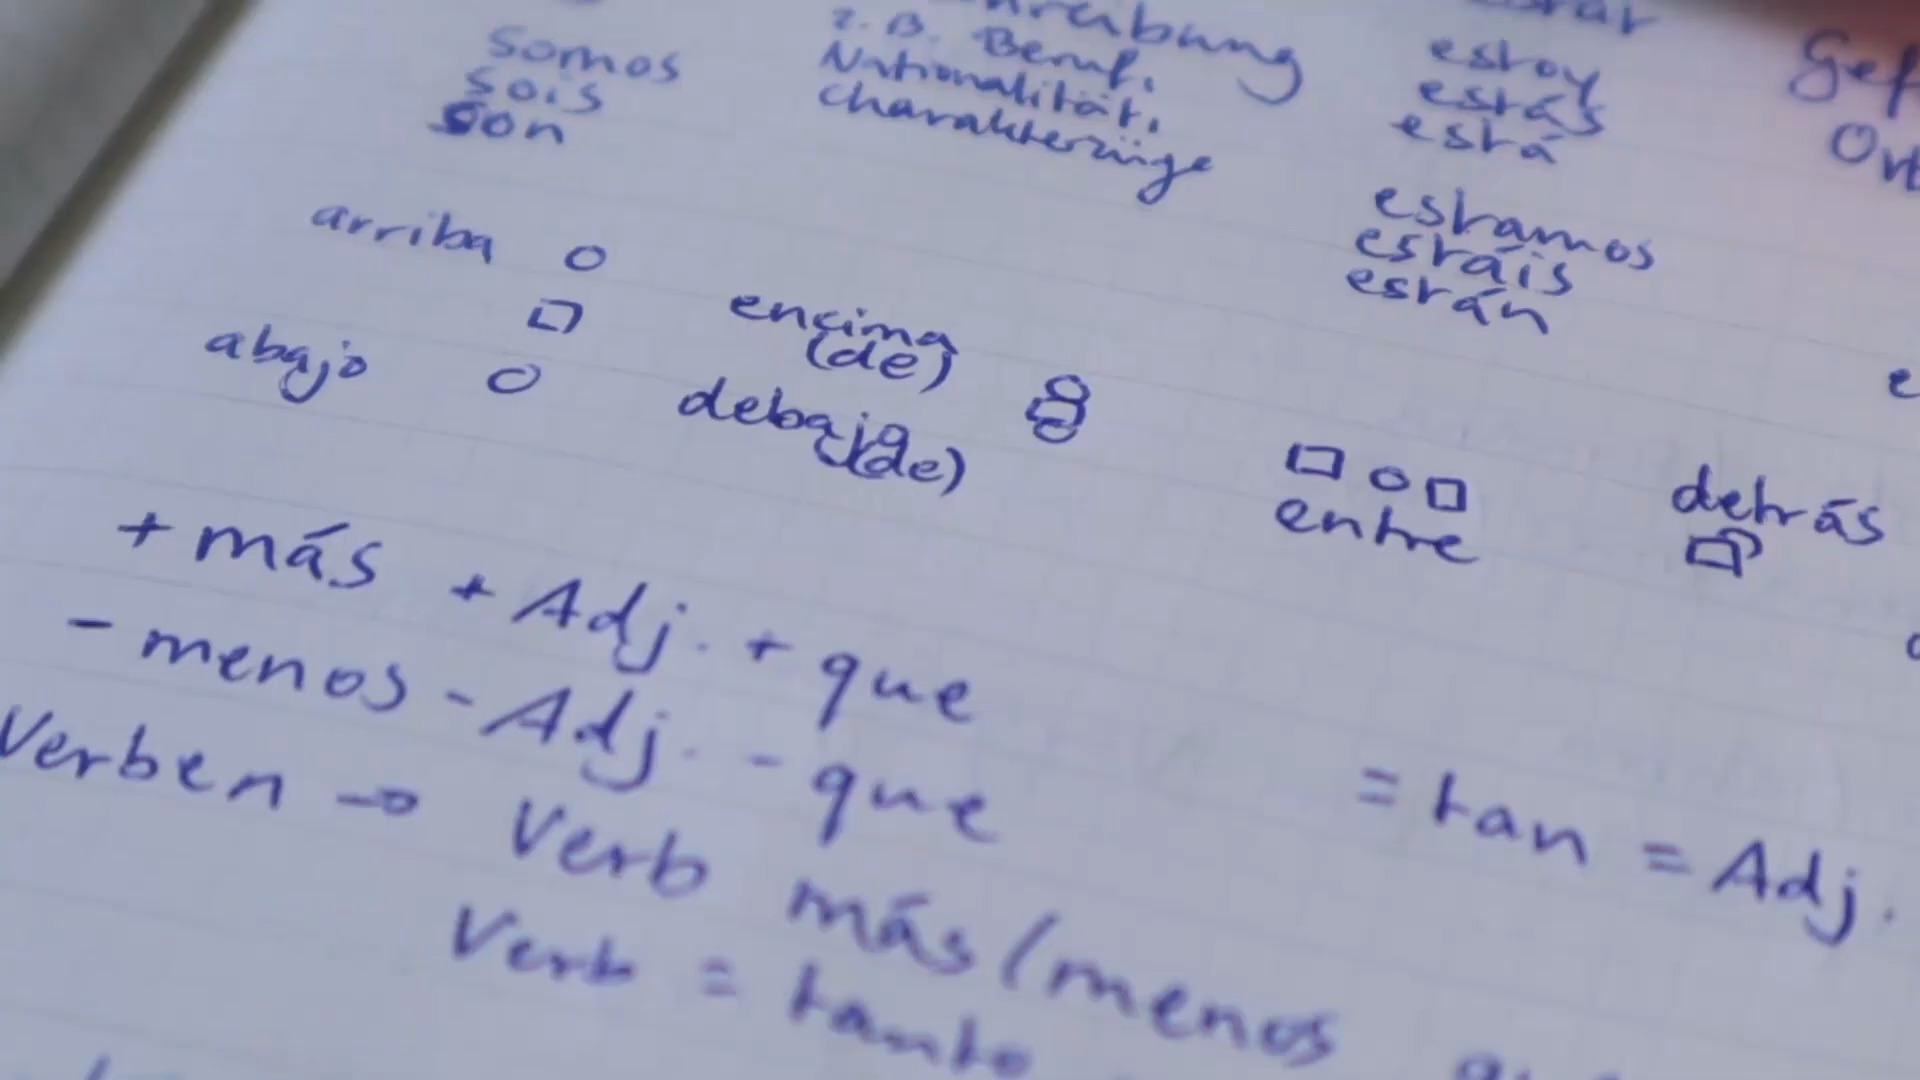 somos
sois
son
z.B. Beruf,
Nationalität,
charakterzüge
estoy
estás
está
estamos
estáis
están
arriba
abajo
encima
(de)
debajo
(de)
entre
detrás
+ más + Adj. + que
- menos - Adj. - que
= tan = Adj.
Verben → Verb más/menos
Verb = tanto